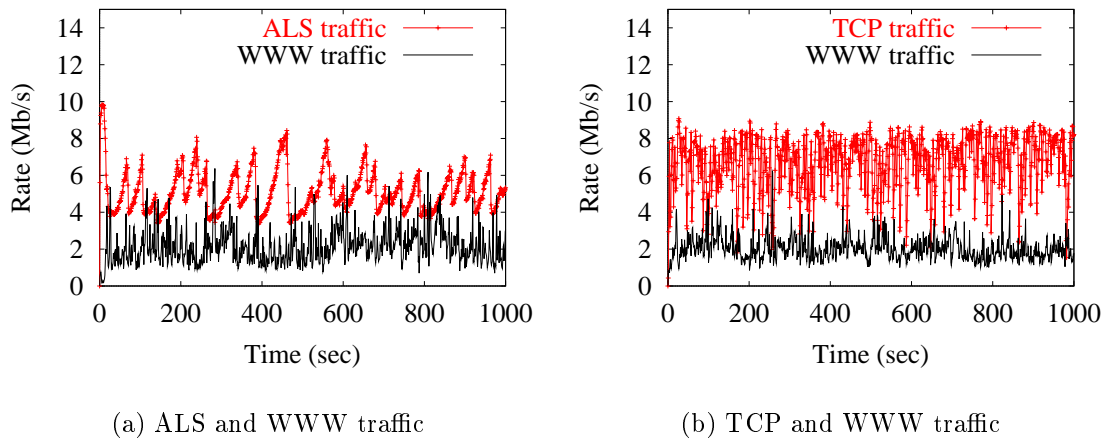 ALS traffic
WWW traffic
Rate (Mb/s)
14
12
10
8
6
4
2
0
0 200 400 600 800 1000
Time (sec)
(a) ALS and WWW traffic
TCP traffic
WWW traffic
Rate (Mb/s)
14
12
10
8
6
4
2
0
0 200 400 600 800 1000
Time (sec)
(b) TCP and WWW traffic